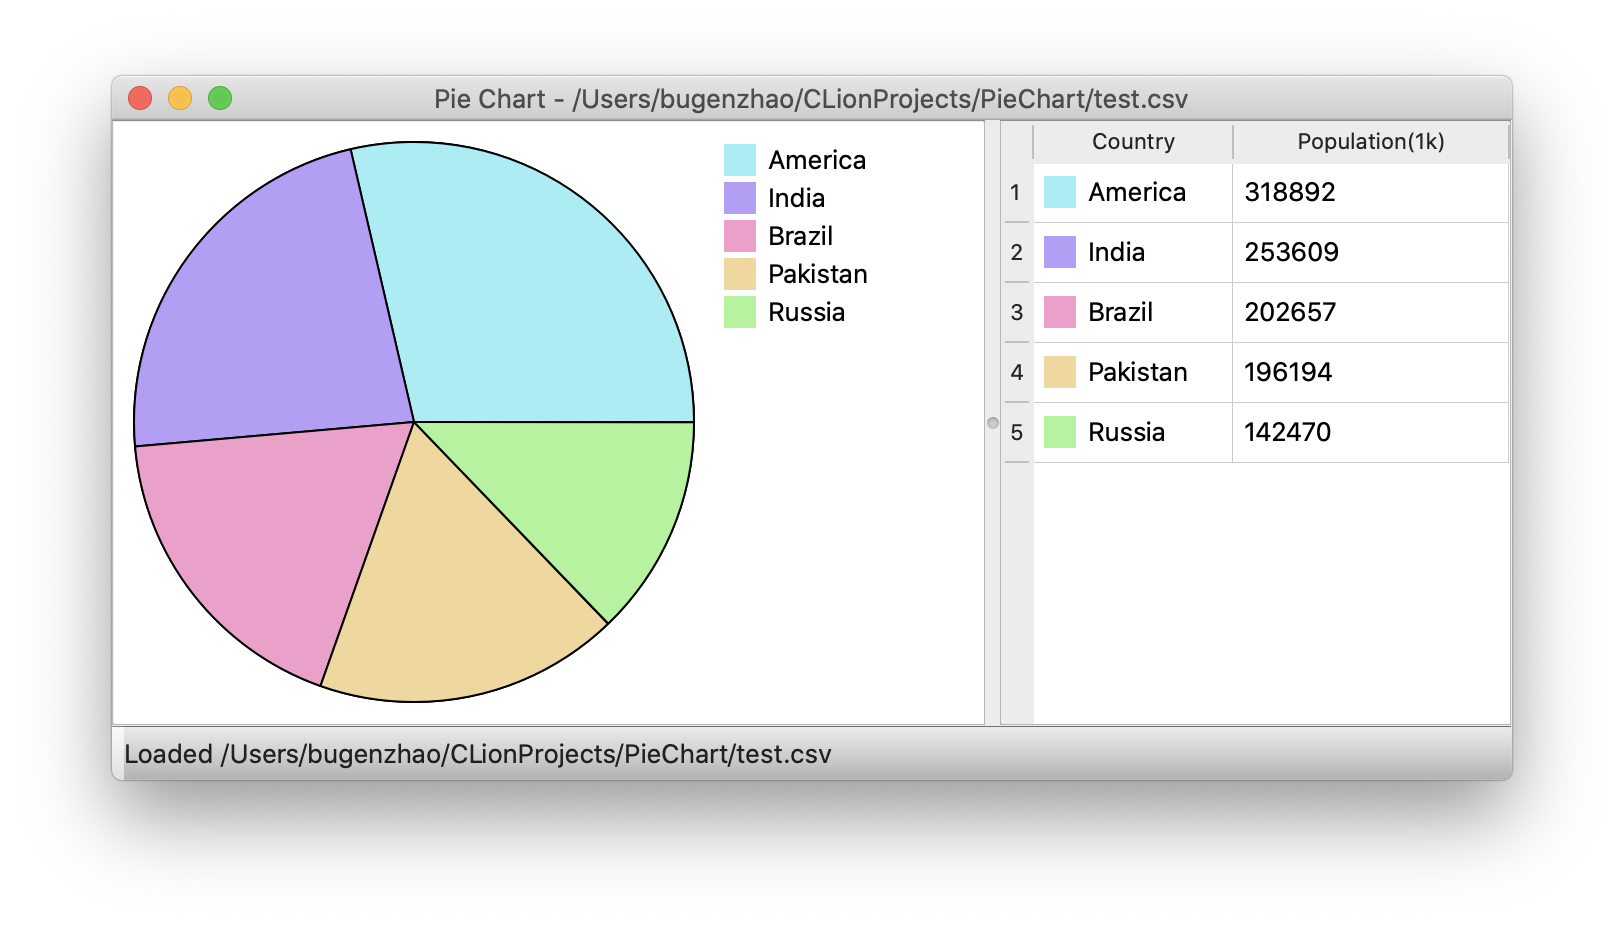 Pie Chart - /Users/bugenzhao/CLionProjects/PieChart/test.csv
America
India
Brazil
Pakistan
Russia
Country Population(1k)
1 America 318892
2 India 253609
3 Brazil 202657
4 Pakistan 196194
5 Russia 142470
Loaded /Users/bugenzhao/CLionProjects/PieChart/test.csv